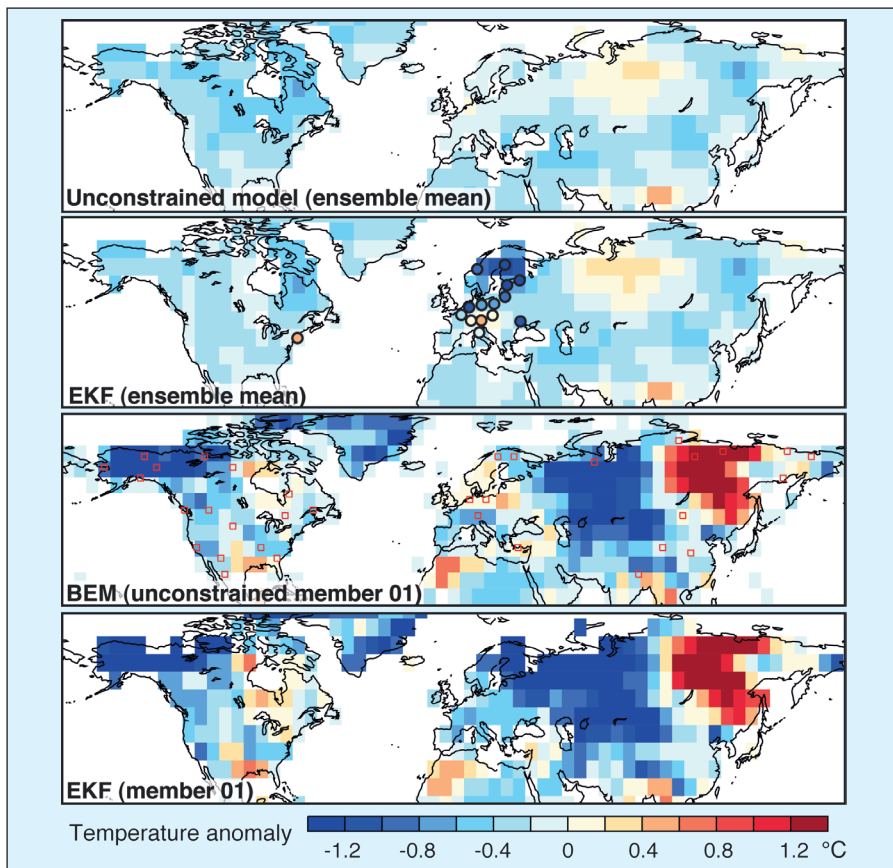 Unconstrained model (ensemble mean)
EKF (ensemble mean)
BEM (unconstrained member 01)
EKF (member 01)
Temperature anomaly
-1.2 -0.8 -0.4 0 0.4 0.8 1.2 °C